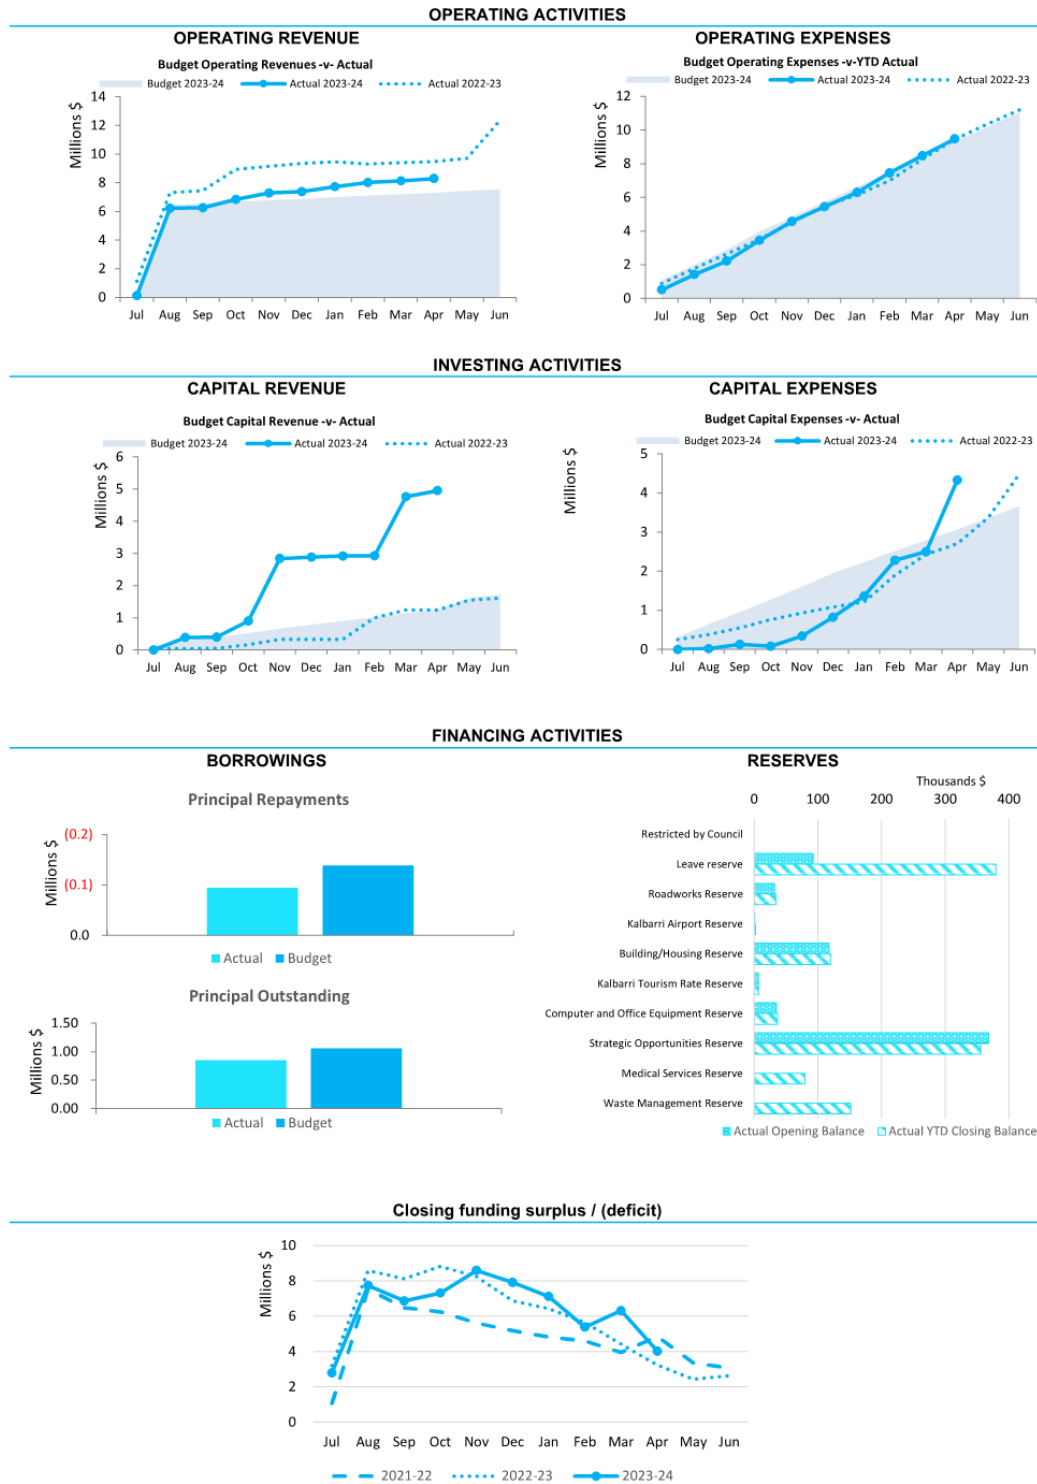 OPERATING ACTIVITIES
OPERATING REVENUE
Budget Operating Revenues -v- Actual
Budget 2023-24 Actual 2023-24 Actual 2022-23
Millions $
14
12
10
8
6
4
2
0
Jul Aug Sep Oct Nov Dec Jan Feb Mar Apr May Jun
OPERATING EXPENSES
Budget Operating Expenses -v-YTD Actual
Budget 2023-24 Actual 2023-24 Actual 2022-23
Millions $
12
10
8
6
4
2
0
Jul Aug Sep Oct Nov Dec Jan Feb Mar Apr May Jun
INVESTING ACTIVITIES
CAPITAL REVENUE
Budget Capital Revenue -v- Actual
Budget 2023-24 Actual 2023-24 Actual 2022-23
Millions $
6
5
4
3
2
1
0
Jul Aug Sep Oct Nov Dec Jan Feb Mar Apr May Jun
CAPITAL EXPENSES
Budget Capital Expenses -v- Actual
Budget 2023-24 Actual 2023-24 Actual 2022-23
Millions $
5
4
3
2
1
0
Jul Aug Sep Oct Nov Dec Jan Feb Mar Apr May Jun
FINANCING ACTIVITIES
BORROWINGS
Principal Repayments
Millions $
(0.2)
(0.1)
0.0
Actual Budget
Principal Outstanding
Millions $
1.50
1.00
0.50
0.00
Actual Budget
RESERVES
Thousands $
0 100 200 300 400
Restricted by Council
Leave reserve
Roadworks Reserve
Kalbarri Airport Reserve
Building/Housing Reserve
Kalbarri Tourism Rate Reserve
Computer and Office Equipment Reserve
Strategic Opportunities Reserve
Medical Services Reserve
Waste Management Reserve
Actual Opening Balance Actual YTD Closing Balance
Closing funding surplus / (deficit)
Millions $
10
8
6
4
2
0
Jul Aug Sep Oct Nov Dec Jan Feb Mar Apr May Jun
2021-22 2022-23 2023-24